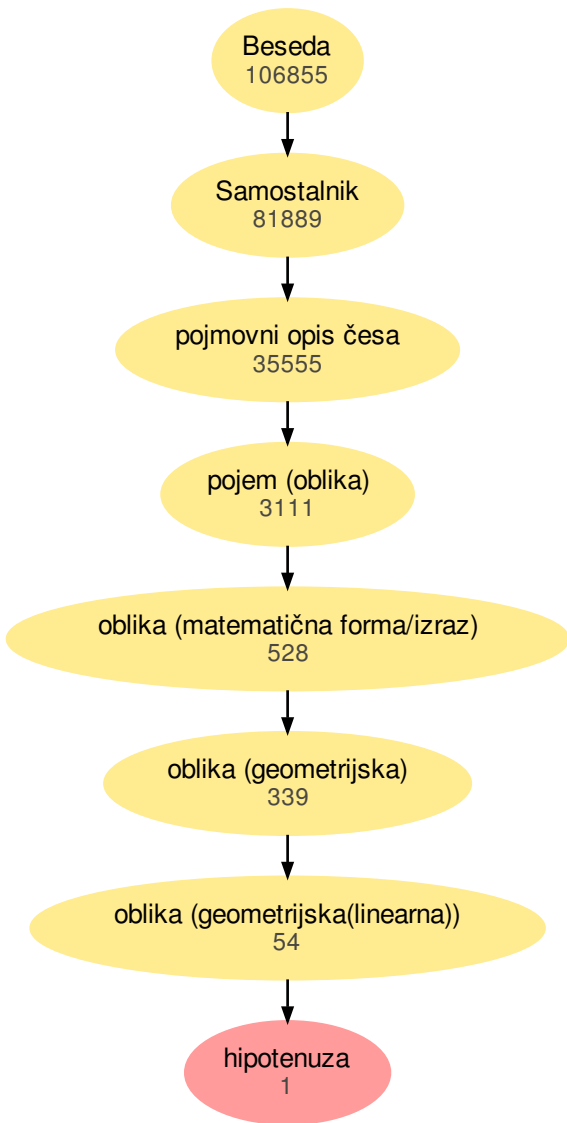 Beseda
106855
Samostalnik
81889
pojmovni opis česa
35555
pojem (oblika)
3111
oblika (matematična forma/izraz)
528
oblika (geometrijska)
339
oblika (geometrijska(linearna))
54
hipotenuza
1